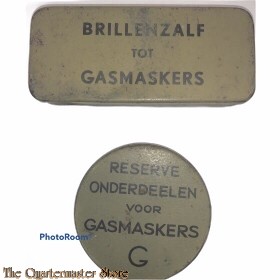 BRILLENZALF
TOT
GASMASKERS
RESERVE
ONDERDEELEN
VOOR
GASMASKERS
G
PhotoRoom
© The Quartermaster Store